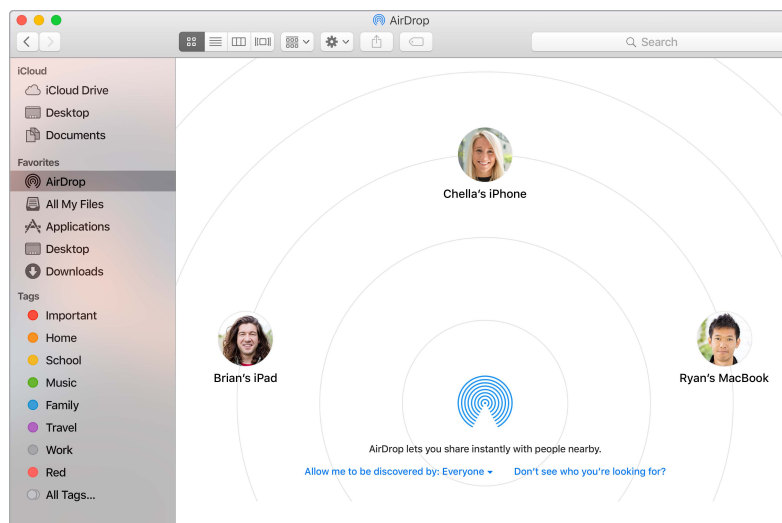 AirDrop
Search
iCloud
iCloud Drive
Desktop
Documents
Favorites
AirDrop
All My Files
Applications
Desktop
Downloads
Tags
Important
Home
School
Music
Family
Travel
Work
Red
All Tags...
Chella’s iPhone
Brian’s iPad
Ryan’s MacBook
AirDrop lets you share instantly with people nearby.
Allow me to be discovered by: Everyone Don’t see who you’re looking for?